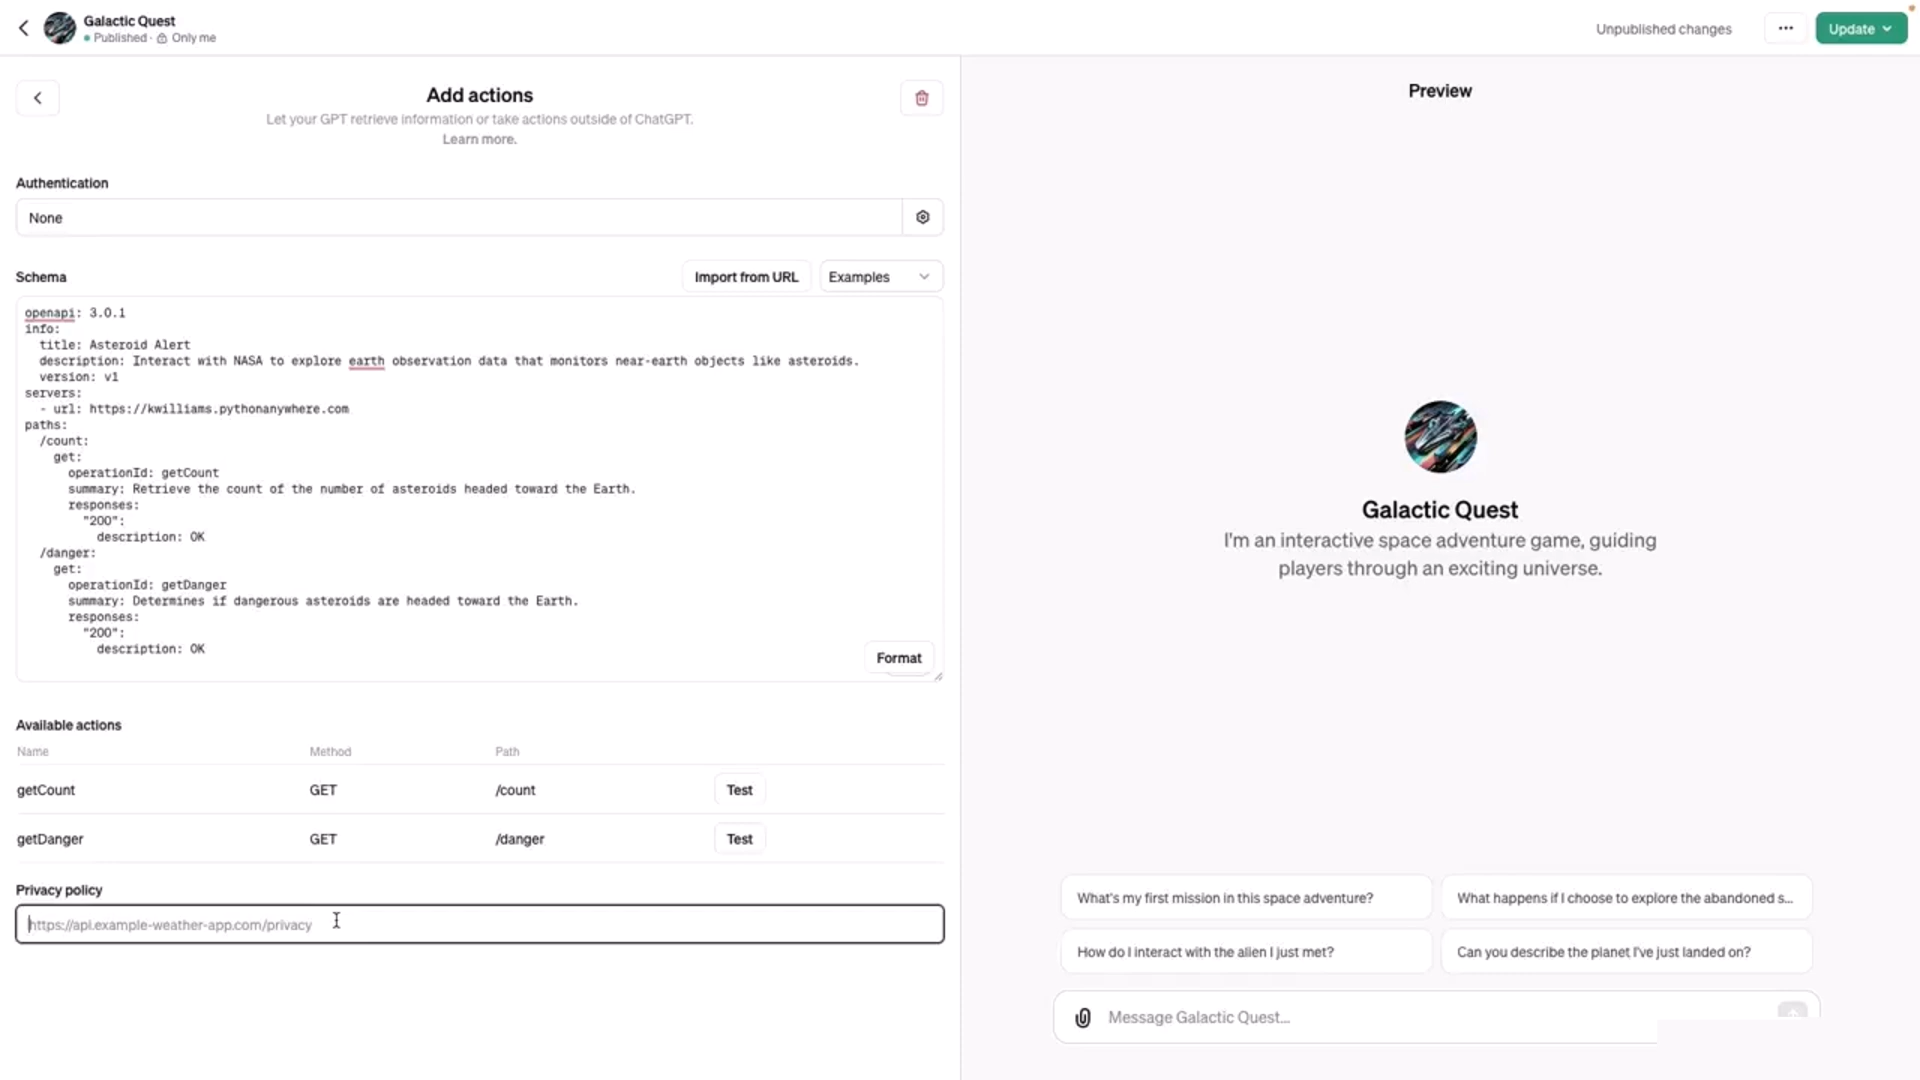 Galactic Quest
Published · Only me
Unpublished changes
Update
Add actions
Let your GPT retrieve information or take actions outside of ChatGPT.
Learn more.
Authentication
None
Schema
Import from URL
Examples
openapi: 3.0.1
info:
  title: Asteroid Alert
  description: Interact with NASA to explore earth observation data that monitors near-earth objects like asteroids.
  version: v1
servers:
  - url: https://kwilliams.pythonanywhere.com
paths:
  /count:
    get:
      operationId: getCount
      summary: Retrieve the count of the number of asteroids headed toward the Earth.
      responses:
        "200":
          description: OK
  /danger:
    get:
      operationId: getDanger
      summary: Determines if dangerous asteroids are headed toward the Earth.
      responses:
        "200":
          description: OK
Format
Available actions
Name Method Path
getCount GET /count Test
getDanger GET /danger Test
Privacy policy
https://api.example-weather-app.com/privacy
Preview
Galactic Quest
I'm an interactive space adventure game, guiding
players through an exciting universe.
What's my first mission in this space adventure?
What happens if I choose to explore the abandoned s...
How do I interact with the alien I just met?
Can you describe the planet I've just landed on?
Message Galactic Quest...